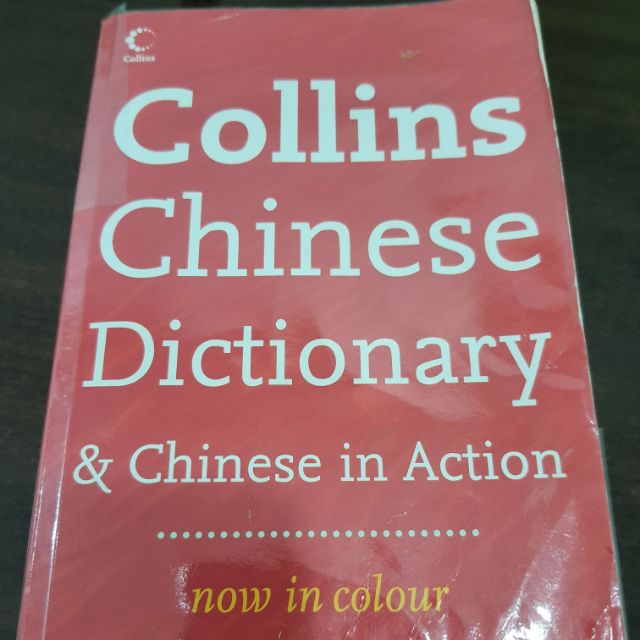 Collins
Collins
Chinese
Dictionary
& Chinese in Action
now in colour